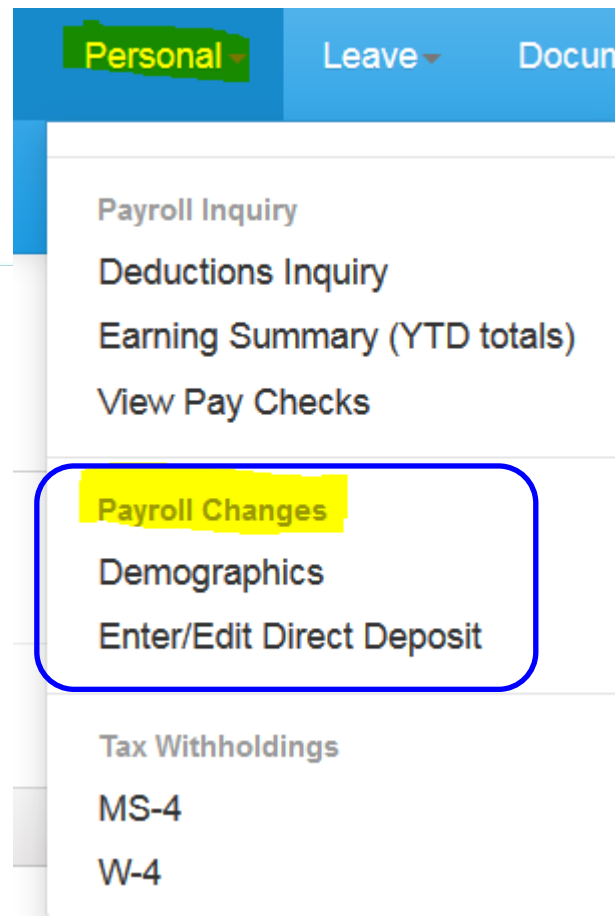 Personal Leave
Payroll Inquiry
Deductions Inquiry
Earning Summary (YTD totals)
View Pay Checks
Payroll Changes
Demographics
Enter/Edit Direct Deposit
Tax Withholdings
MS-4
W-4